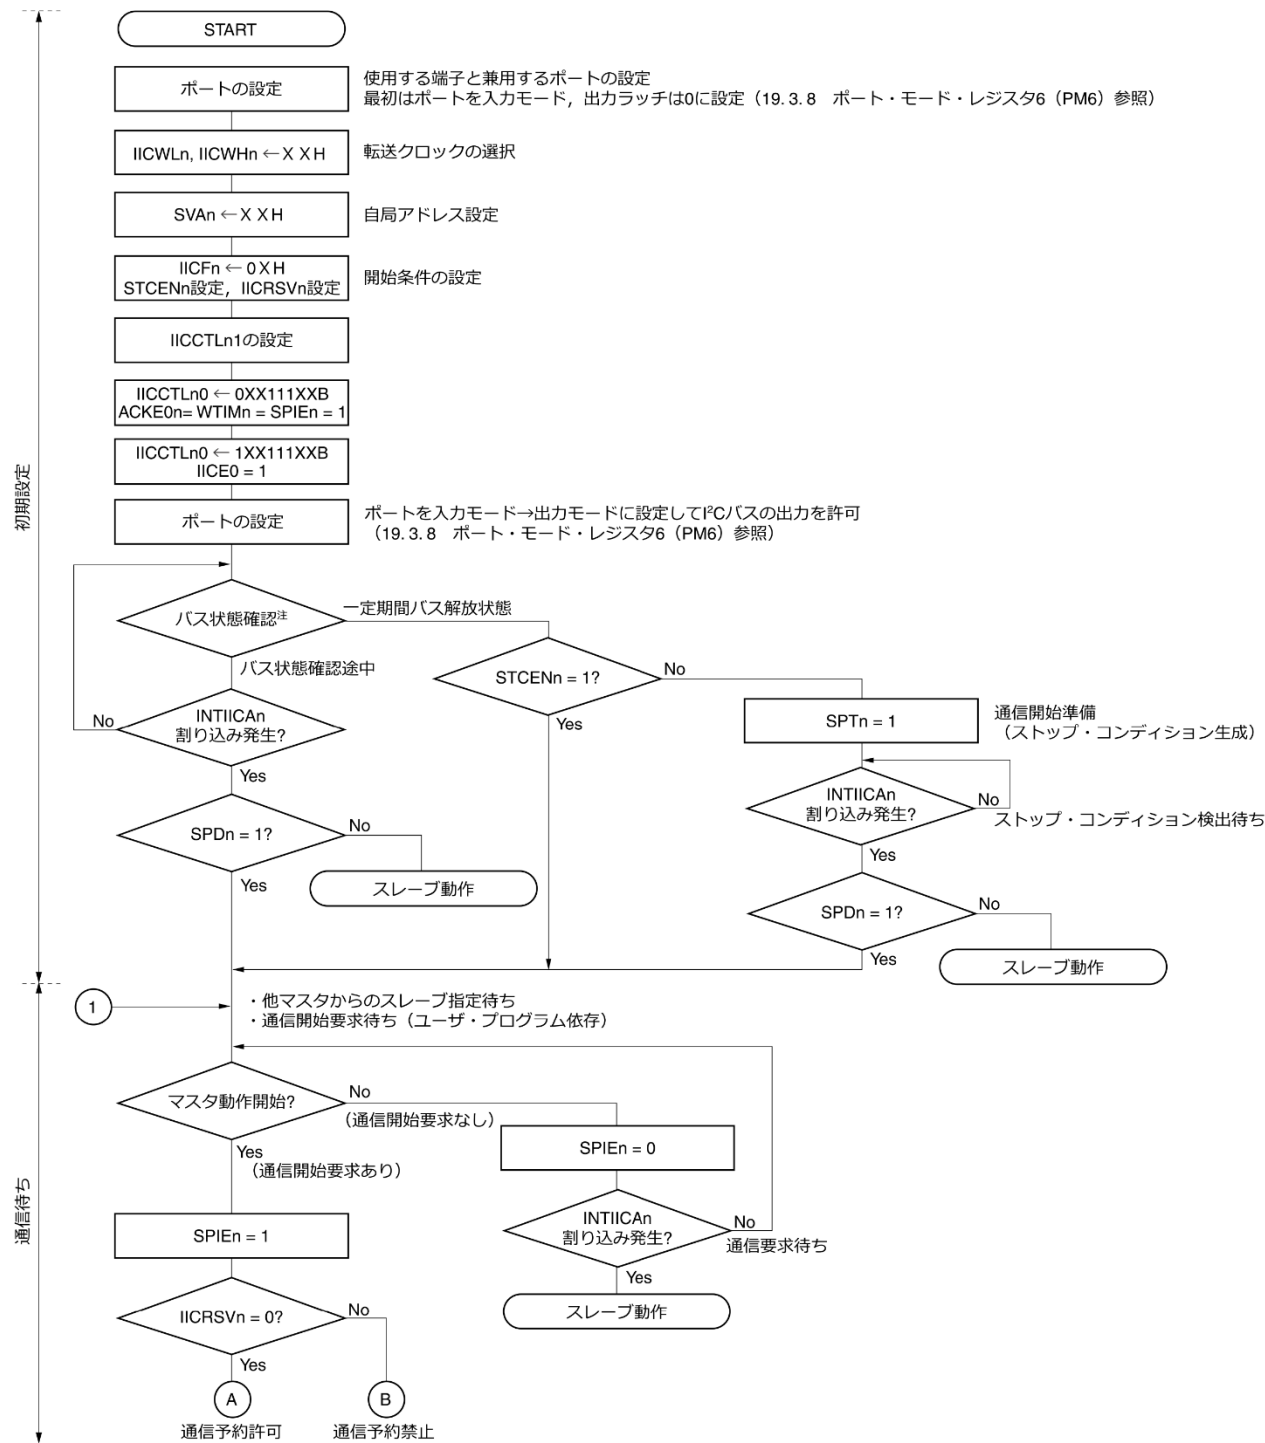 START
ポートの設定
使用する端子と兼用するポートの設定
最初はポートを入力モード，出力ラッチは0に設定（19.3.8　ポート・モード・レジスタ6（PM6）参照）
IICWLn, IICWHn ←X X H
転送クロックの選択
SVAn ←X X H
自局アドレス設定
IICFn ← 0 X H
STCENn設定，IICRSVn設定
開始条件の設定
IICCTLn1の設定
IICCTLn0 ← 0XX111XXB
ACKE0n= WTIMn = SPIEn = 1
IICCTLn0 ← 1XX111XXB
IICE0 = 1
初期設定
ポートの設定
ポートを入力モード→出力モードに設定してI²Cバスの出力を許可
（19.3.8　ポート・モード・レジスタ6（PM6）参照）
バス状態確認注
一定期間バス解放状態
バス状態確認途中
STCENn = 1?
No
Yes
INTIICAn
割り込み発生?
No
Yes
SPTn = 1
通信開始準備
（ストップ・コンディション生成）
INTIICAn
割り込み発生?
No
ストップ・コンディション検出待ち
Yes
SPDn = 1?
No
Yes
スレーブ動作
SPDn = 1?
No
Yes
スレーブ動作
1
・他マスタからのスレーブ指定待ち
・通信開始要求待ち（ユーザ・プログラム依存）
マスタ動作開始?
No
（通信開始要求なし）
Yes
（通信開始要求あり）
SPIEn = 0
通信待ち
INTIICAn
割り込み発生?
No
通信要求待ち
Yes
スレーブ動作
SPIEn = 1
IICRSVn = 0?
No
Yes
A
B
通信予約許可
通信予約禁止